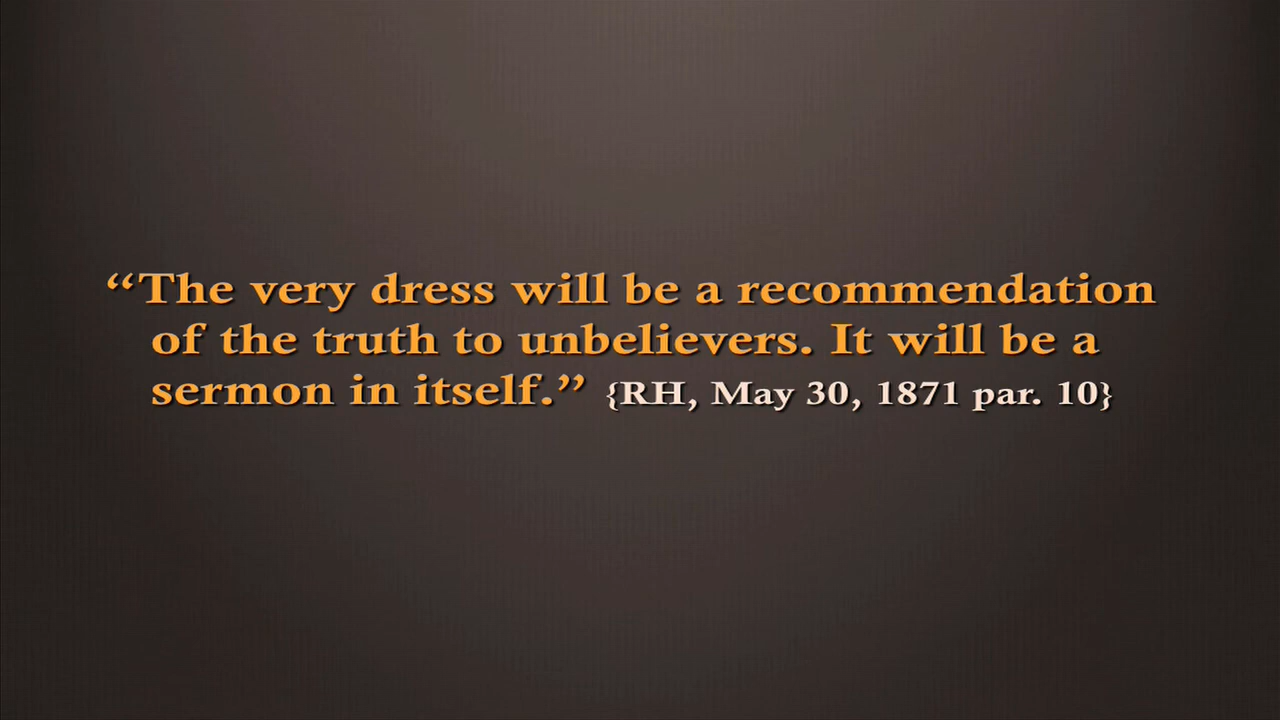 “The very dress will be a recommendation
of the truth to unbelievers. It will be a
sermon in itself.” {RH, May 30, 1871 par. 10}